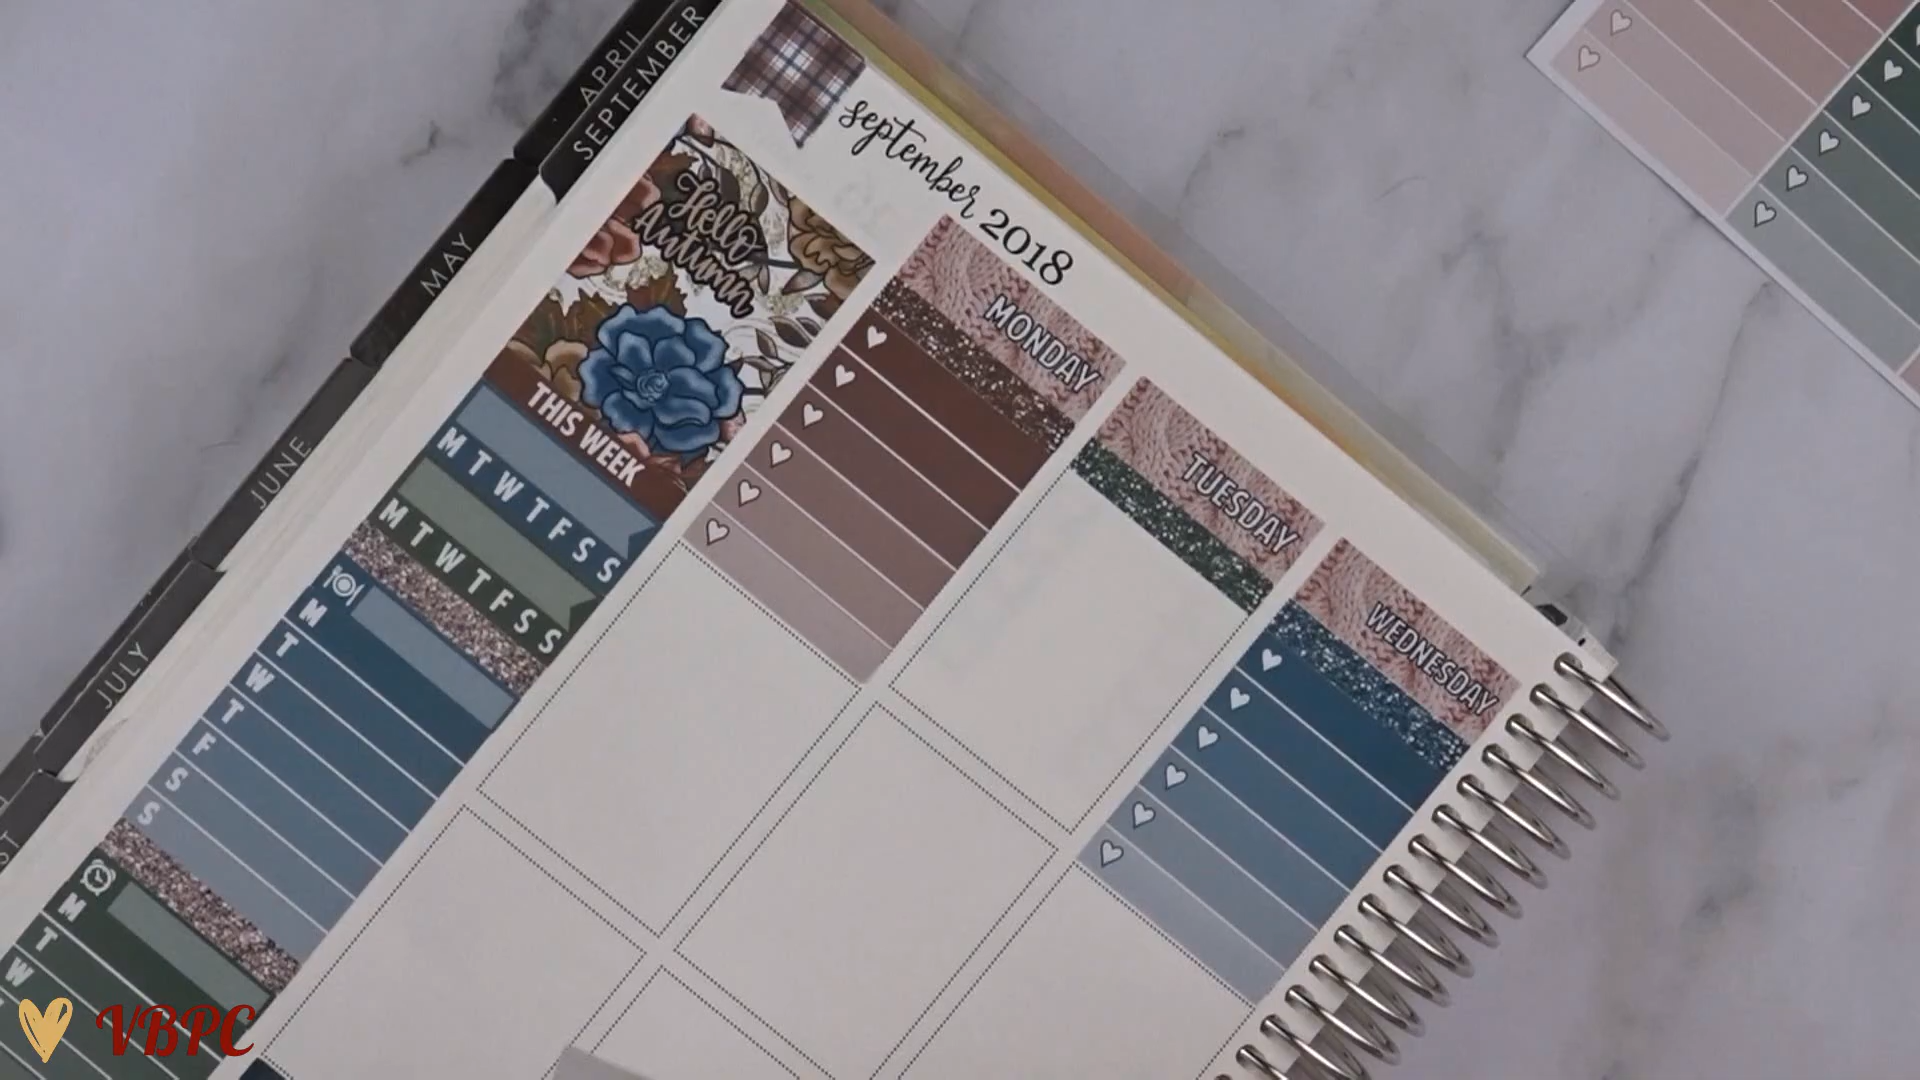 APRIL
SEPTEMBER
MAY
JUNE
JULY
september 2018
Hello
Autumn
THIS WEEK
M T W T F S S
M T W T F S S
M
T
W
T
F
S
S
M
T
W
MONDAY
TUESDAY
WEDNESDAY
VBPC